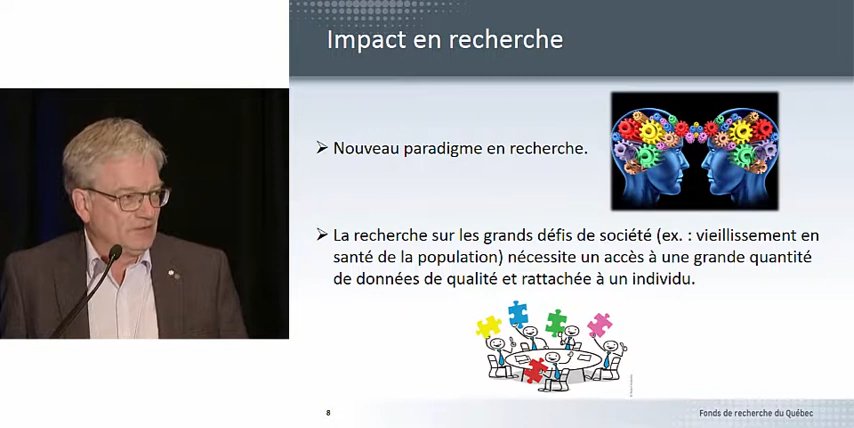 Impact en recherche
➢ Nouveau paradigme en recherche.
➢ La recherche sur les grands défis de société (ex. : vieillissement en
santé de la population) nécessite un accès à une grande quantité
de données de qualité et rattachée à un individu.
8
Fonds de recherche du Québec